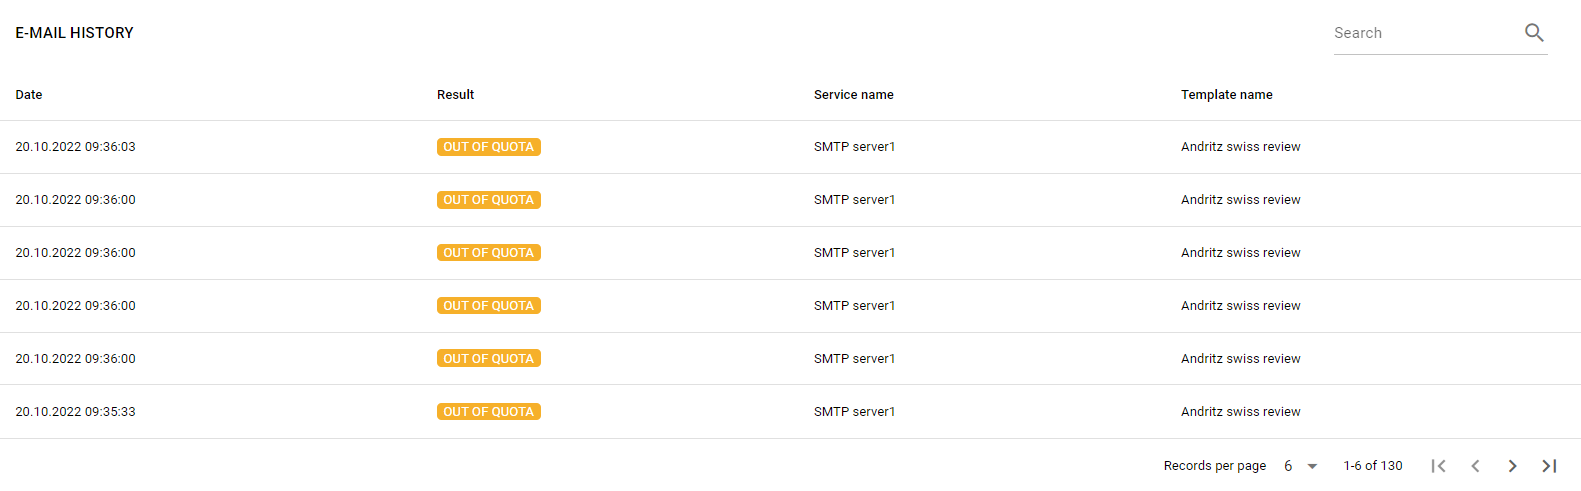 E-MAIL HISTORY
Search
Date Result Service name Template name
20.10.2022 09:36:03 OUT OF QUOTA SMTP server1 Andritz swiss review
20.10.2022 09:36:00 OUT OF QUOTA SMTP server1 Andritz swiss review
20.10.2022 09:36:00 OUT OF QUOTA SMTP server1 Andritz swiss review
20.10.2022 09:36:00 OUT OF QUOTA SMTP server1 Andritz swiss review
20.10.2022 09:36:00 OUT OF QUOTA SMTP server1 Andritz swiss review
20.10.2022 09:35:33 OUT OF QUOTA SMTP server1 Andritz swiss review
Records per page 6 1-6 of 130